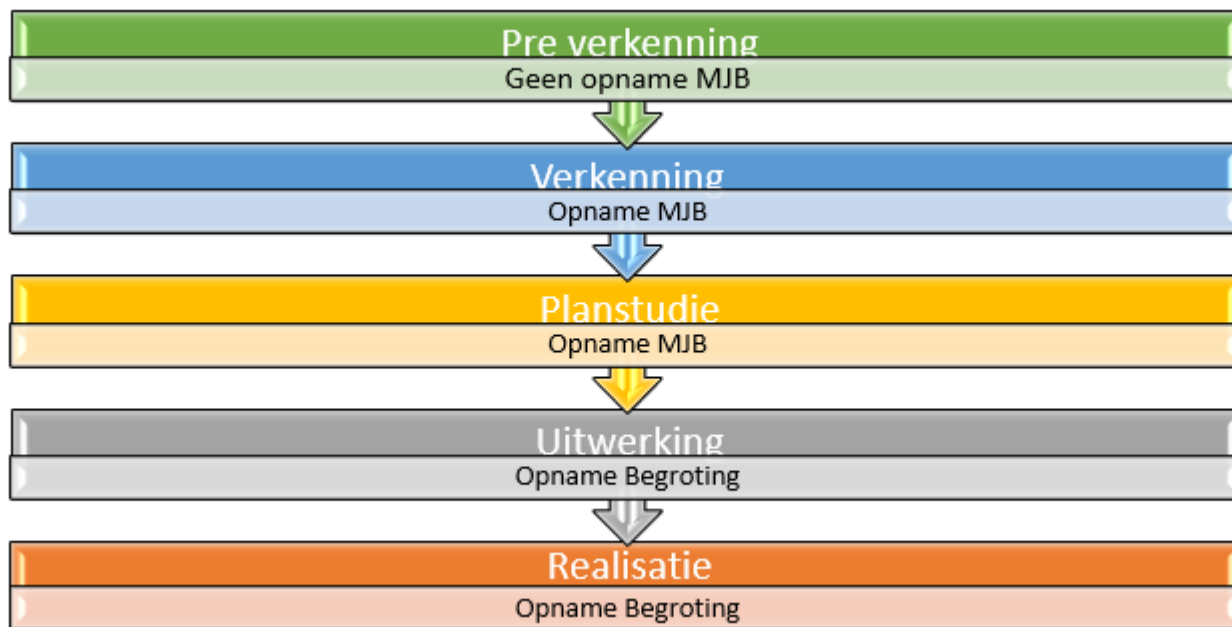 Pre verkenning
Geen opname MJB
Verkenning
Opname MJB
Planstudie
Opname MJB
Uitwerking
Opname Begroting
Realisatie
Opname Begroting